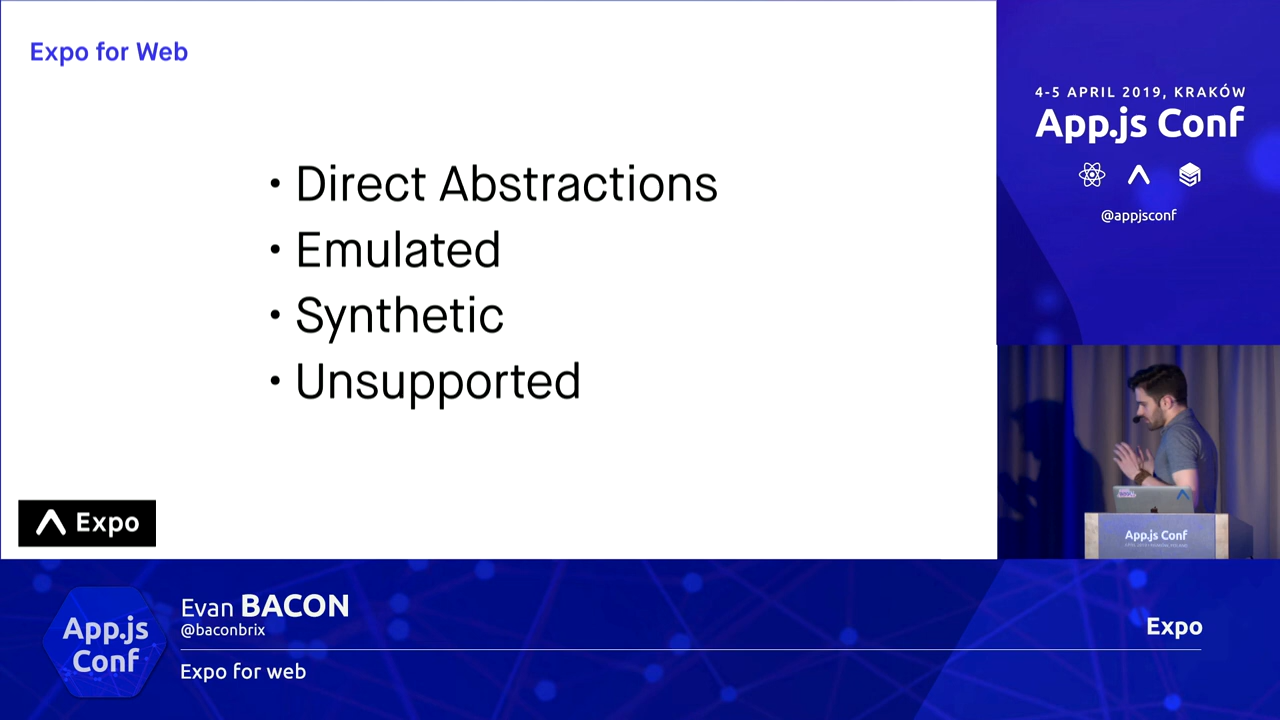 Expo for Web
• Direct Abstractions
• Emulated
• Synthetic
• Unsupported
Expo
4-5 APRIL 2019, KRAKÓW
App.js Conf
@appjsconf
App.js Conf
App.js
Conf
Evan BACON
@baconbrix
Expo for web
Expo